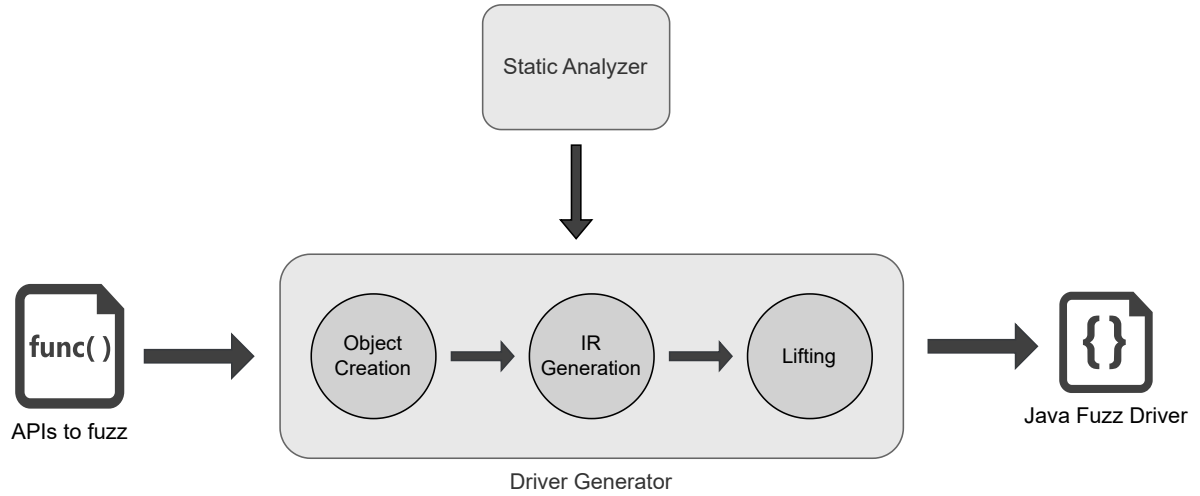 Static Analyzer
func( )
APIs to fuzz
Object
Creation
IR
Generation
Lifting
{}
Java Fuzz Driver
Driver Generator